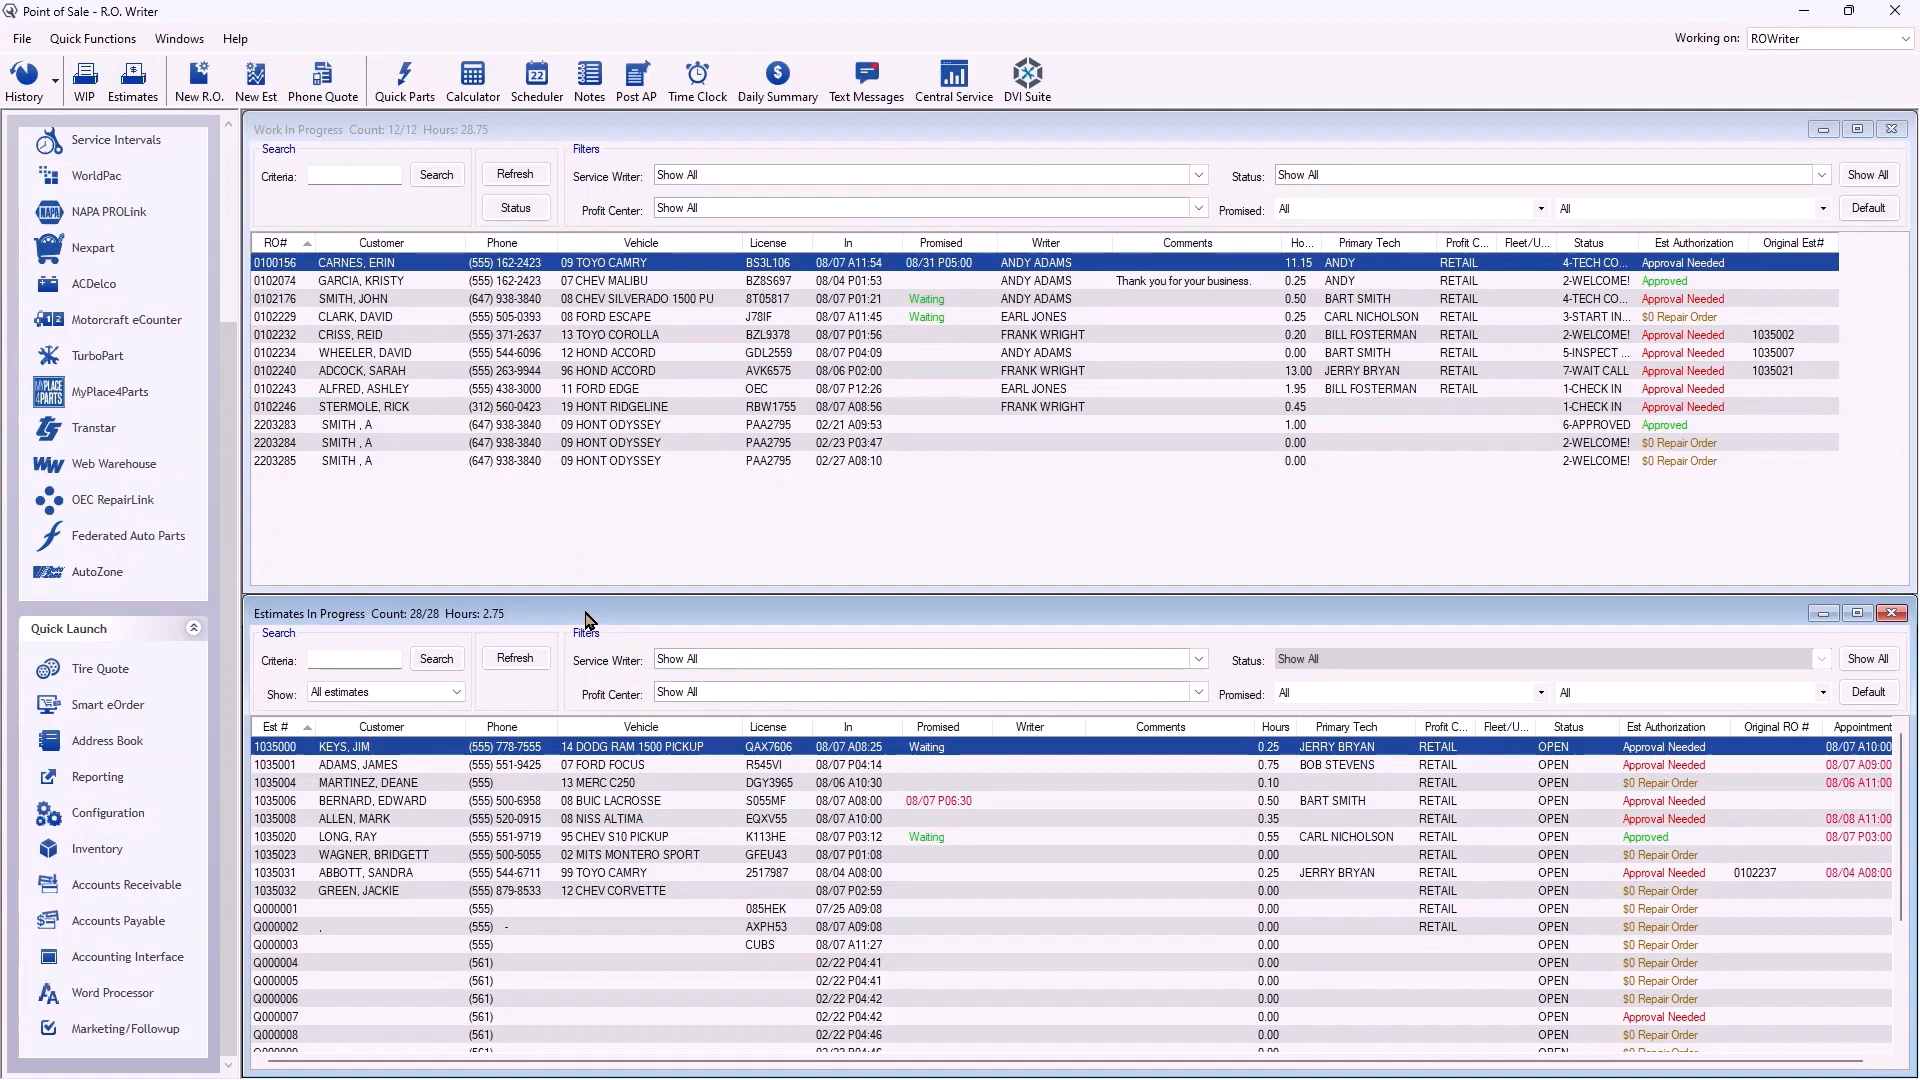 Point of Sale - R.O. Writer
File Quick Functions Windows Help Working on: ROWriter
History WIP Estimates New R.O. New Est Phone Quote Quick Parts Calculator Scheduler Notes Post AP Time Clock Daily Summary Text Messages Central Service DVI Suite
22
Service Intervals
WorldPac
NAPA PROLink
Nexpart
ACDelco
Motorcraft eCounter
TurboPart
MyPlace4Parts
Transtar
Web Warehouse
OEC RepairLink
Federated Auto Parts
AutoZone
Quick Launch
Tire Quote
Smart eOrder
Address Book
Reporting
Configuration
Inventory
Accounts Receivable
Accounts Payable
Accounting Interface
Word Processor
Marketing/Followup
Work In Progress Count: 12/12 Hours: 28.75
Search Filters
Criteria: Search Refresh Service Writer: Show All Status: Show All Show All
Status Profit Center: Show All Promised: All All Default
RO# Customer Phone Vehicle License In Promised Writer Comments Ho... Primary Tech Profit C... Fleet/U... Status Est Authorization Original Est#
0100156 CARNES, ERIN (555) 162-2423 09 TOYO CAMRY BS3L106 08/07 A11:54 08/31 P05:00 ANDY ADAMS 11.15 ANDY RETAIL 4-TECH CO... Approval Needed
0102074 GARCIA, KRISTY (555) 162-2423 07 CHEV MALIBU BZ8S697 08/04 P01:53 ANDY ADAMS Thank you for your business. 0.25 ANDY RETAIL 2-WELCOME! Approved
0102176 SMITH, JOHN (647) 938-3840 08 CHEV SILVERADO 1500 PU 8T05817 08/07 P01:21 Waiting ANDY ADAMS 0.50 BART SMITH RETAIL 4-TECH CO... Approval Needed
0102229 CLARK, DAVID (555) 505-0393 08 FORD ESCAPE J78IF 08/07 A11:45 Waiting EARL JONES 0.25 CARL NICHOLSON RETAIL 3-START IN... $0 Repair Order
0102232 CRISS, REID (555) 371-2637 13 TOYO COROLLA BZL9378 08/07 P01:56 FRANK WRIGHT 0.20 BILL FOSTERMAN RETAIL 2-WELCOME! Approval Needed 1035002
0102234 WHEELER, DAVID (555) 544-6096 12 HOND ACCORD GDL2559 08/07 P04:09 ANDY ADAMS 0.00 BART SMITH RETAIL 5-INSPECT ... Approval Needed 1035007
0102240 ADCOCK, SARAH (555) 263-9944 96 HOND ACCORD AVK6575 08/06 P02:00 FRANK WRIGHT 13.00 JERRY BRYAN RETAIL 7-WAIT CALL Approval Needed 1035021
0102243 ALFRED, ASHLEY (555) 438-3000 11 FORD EDGE OEC 08/07 P12:26 EARL JONES 1.95 BILL FOSTERMAN RETAIL 1-CHECK IN Approval Needed
0102246 STERMOLE, RICK (312) 560-0423 19 HONT RIDGELINE RBW1755 08/07 A08:56 FRANK WRIGHT 0.45 1-CHECK IN Approval Needed
2203283 SMITH , A (647) 938-3840 09 HONT ODYSSEY PAA2795 02/21 A09:53 1.00 6-APPROVED Approved
2203284 SMITH , A (647) 938-3840 09 HONT ODYSSEY PAA2795 02/23 P03:47 0.00 2-WELCOME! $0 Repair Order
2203285 SMITH , A (647) 938-3840 09 HONT ODYSSEY PAA2795 02/27 A08:10 0.00 2-WELCOME! $0 Repair Order
Estimates In Progress Count: 28/28 Hours: 2.75
Search Filters
Criteria: Search Refresh Service Writer: Show All Status: Show All Show All
Show: All estimates Profit Center: Show All Promised: All All Default
Est # Customer Phone Vehicle License In Promised Writer Comments Hours Primary Tech Profit C... Fleet/U... Status Est Authorization Original RO # Appointment
1035000 KEYS, JIM (555) 778-7555 14 DODG RAM 1500 PICKUP QAX7606 08/07 A08:25 Waiting 0.25 JERRY BRYAN RETAIL OPEN Approval Needed 08/07 A10:00
1035001 ADAMS, JAMES (555) 551-9425 07 FORD FOCUS R545VI 08/07 P04:14 0.75 BOB STEVENS RETAIL OPEN Approval Needed 08/07 A09:00
1035004 MARTINEZ, DEANE (555) 13 MERC C250 DGY3965 08/06 A10:30 0.10 RETAIL OPEN $0 Repair Order 08/06 A11:00
1035006 BERNARD, EDWARD (555) 500-6958 08 BUIC LACROSSE S055MF 08/07 A08:00 08/07 P06:30 0.50 BART SMITH RETAIL OPEN Approval Needed
1035008 ALLEN, MARK (555) 520-0915 08 NISS ALTIMA EQXV55 08/07 A10:00 0.35 RETAIL OPEN Approval Needed 08/08 A11:00
1035020 LONG, RAY (555) 551-9719 95 CHEV S10 PICKUP K113HE 08/07 P03:12 Waiting 0.55 CARL NICHOLSON RETAIL OPEN Approved 08/07 P03:00
1035023 WAGNER, BRIDGETT (555) 500-5055 02 MITS MONTERO SPORT GFEU43 08/07 P01:08 0.00 RETAIL OPEN $0 Repair Order
1035031 ABBOTT, SANDRA (555) 544-6711 99 TOYO CAMRY 2517987 08/04 A08:00 0.25 JERRY BRYAN RETAIL OPEN Approval Needed 0102237 08/04 A08:00
1035032 GREEN, JACKIE (555) 879-8533 12 CHEV CORVETTE 08/07 P02:59 0.00 RETAIL OPEN $0 Repair Order
Q000001 (555) 085HEK 07/25 A09:08 0.00 RETAIL OPEN $0 Repair Order
Q000002 , (555) - AXPH53 08/07 A09:08 0.00 RETAIL OPEN $0 Repair Order
Q000003 (555) CUBS 08/07 A11:27 0.00 OPEN $0 Repair Order
Q000004 (561) 02/22 P04:41 0.00 OPEN $0 Repair Order
Q000005 (561) 02/22 P04:41 0.00 OPEN $0 Repair Order
Q000006 (561) 02/22 P04:42 0.00 OPEN $0 Repair Order
Q000007 (561) 02/22 P04:42 0.00 OPEN Approval Needed
Q000008 (561) 02/22 P04:46 0.00 OPEN $0 Repair Order